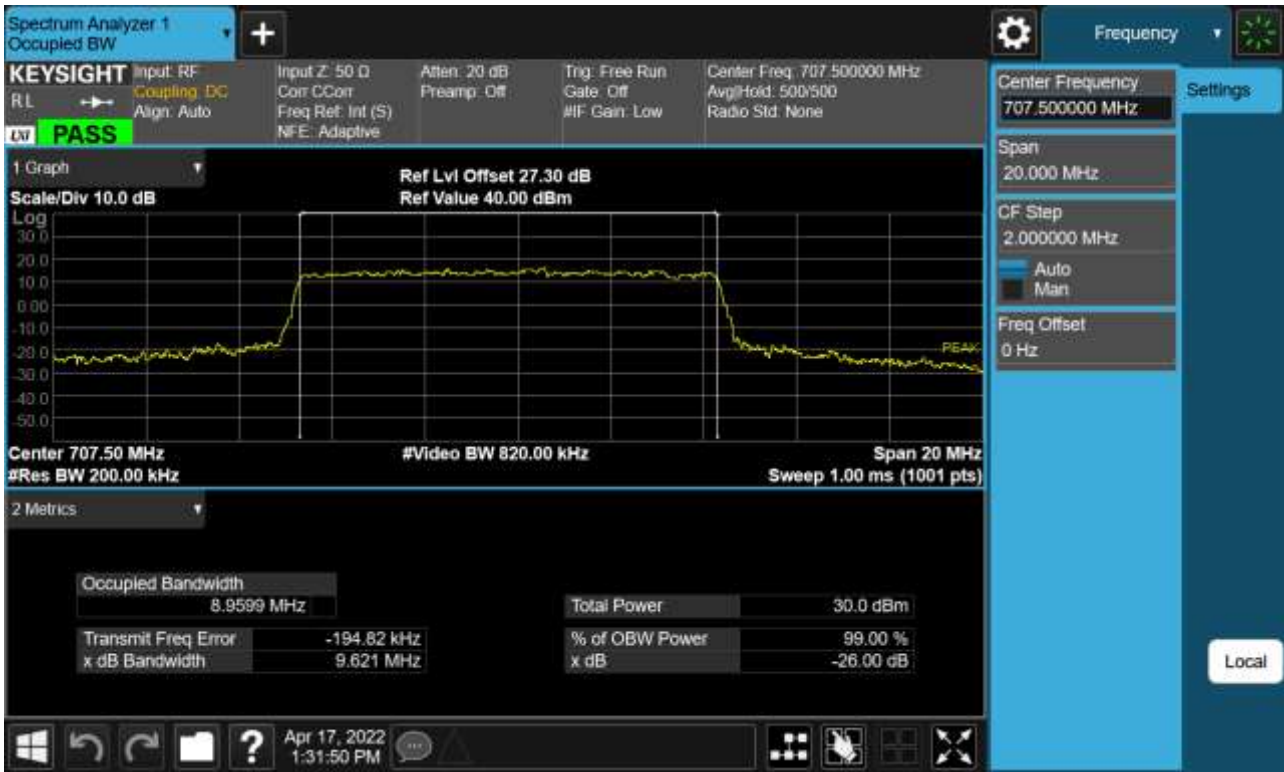 Spectrum Analyzer 1
Occupied BW
+
Frequency
KEYSIGHT
RL
PASS
Input: RF
Coupling: DC
Align: Auto
Input Z: 50 Ω
Corr CCorr
Freq Ref: Int (S)
NFE: Adaptive
Atten: 20 dB
Preamp: Off
Trig: Free Run
Gate: Off
#IF Gain: Low
Center Freq: 707.500000 MHz
Avg|Hold: 500/500
Radio Std: None
Center Frequency
707.500000 MHz
Settings
Span
20.000 MHz
CF Step
2.000000 MHz
Auto
Man
Freq Offset
0 Hz
Local
1 Graph
Scale/Div 10.0 dB
Ref Lvl Offset 27.30 dB
Ref Value 40.00 dBm
Log
30.0
20.0
10.0
0.00
-10.0
-20.0
-30.0
-40.0
-50.0
PEAK
Center 707.50 MHz
#Res BW 200.00 kHz
#Video BW 820.00 kHz
Span 20 MHz
Sweep 1.00 ms (1001 pts)
2 Metrics
Occupied Bandwidth
8.9599 MHz
Transmit Freq Error -194.82 kHz
x dB Bandwidth 9.621 MHz
Total Power 30.0 dBm
% of OBW Power 99.00 %
x dB -26.00 dB
?
Apr 17, 2022
1:31:50 PM